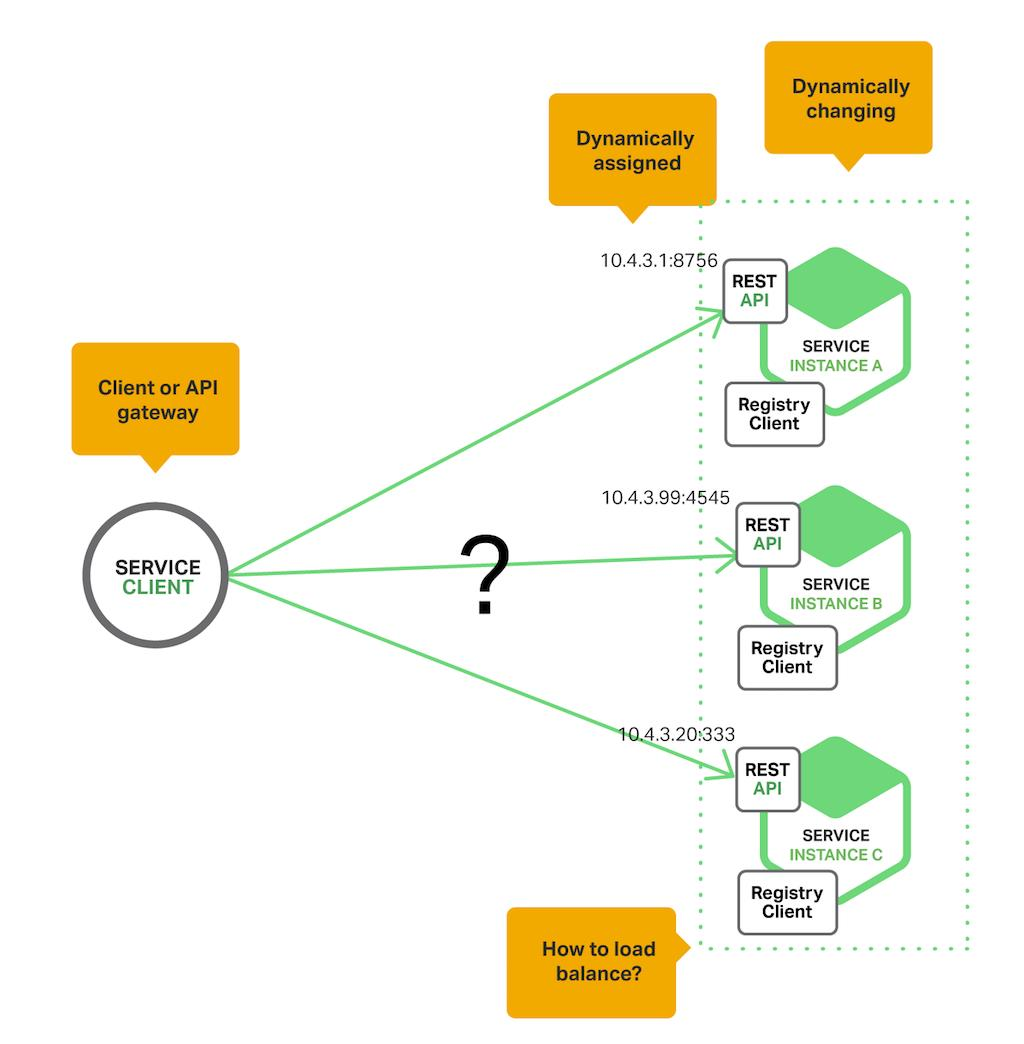 Dynamically
changing
Dynamically
assigned
10.4.3.1:8756
REST
API
SERVICE
INSTANCE A
Registry
Client
Client or API
gateway
SERVICE
CLIENT
?
10.4.3.99:4545
REST
API
SERVICE
INSTANCE B
Registry
Client
10.4.3.20:333
REST
API
SERVICE
INSTANCE C
Registry
Client
How to load
balance?